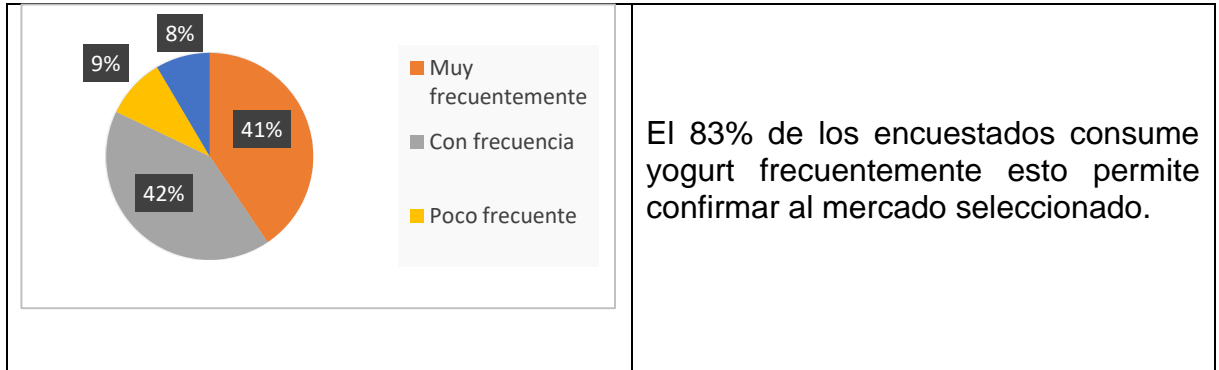 8%
9%
41%
42%
Muy
frecuentemente
Con frecuencia
Poco frecuente
El 83% de los encuestados consume
yogurt frecuentemente esto permite
confirmar al mercado seleccionado.